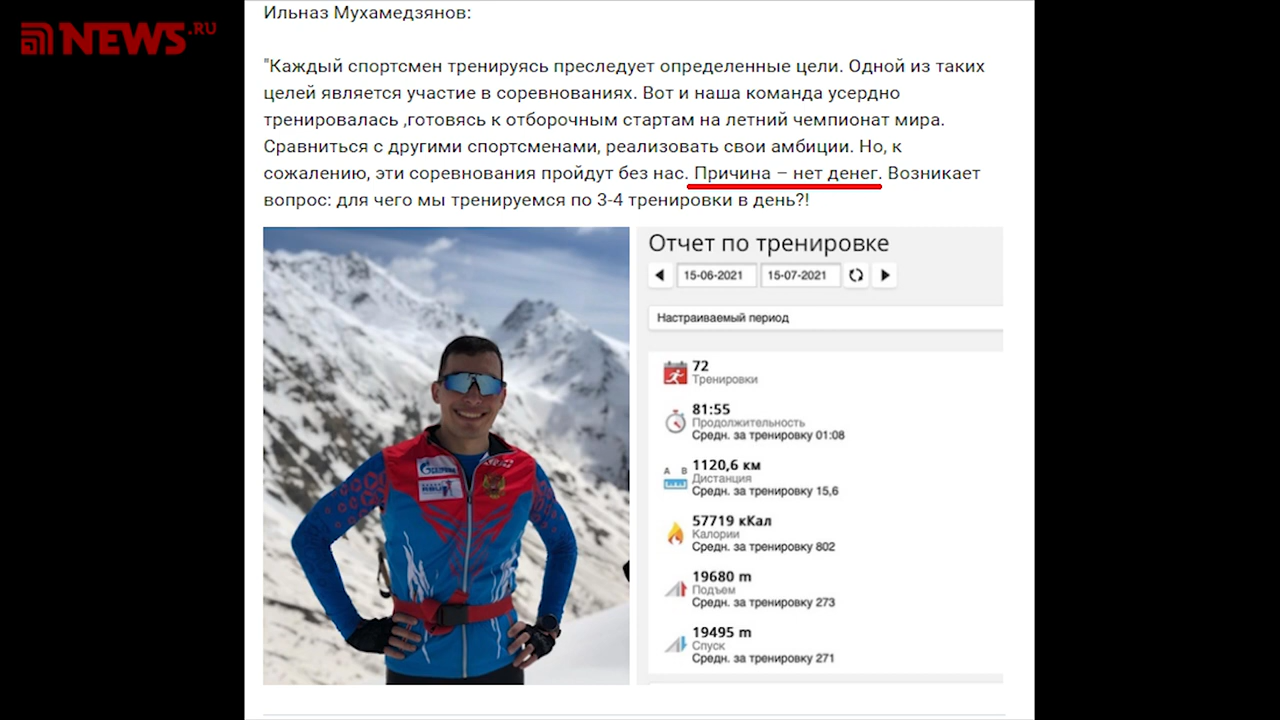 NEWS.RU
Ильназ Мухамедзянов:
"Каждый спортсмен тренируясь преследует определенные цели. Одной из таких
целей является участие в соревнованиях. Вот и наша команда усердно
тренировалась ,готовясь к отборочным стартам на летний чемпионат мира.
Сравниться с другими спортсменами, реализовать свои амбиции. Но, к
сожалению, эти соревнования пройдут без нас. Причина – нет денег. Возникает
вопрос: для чего мы тренируемся по 3-4 тренировки в день?!
ГАЗПРОМ
RBU
Отчет по тренировке
15-06-2021 15-07-2021
Настраиваемый период
72
Тренировки
81:55
Продолжительность
Средн. за тренировку 01:08
A B
1120,6 км
Дистанция
Средн. за тренировку 15,6
57719 кКал
Калории
Средн. за тренировку 802
19680 m
Подъем
Средн. за тренировку 273
19495 m
Спуск
Средн. за тренировку 271